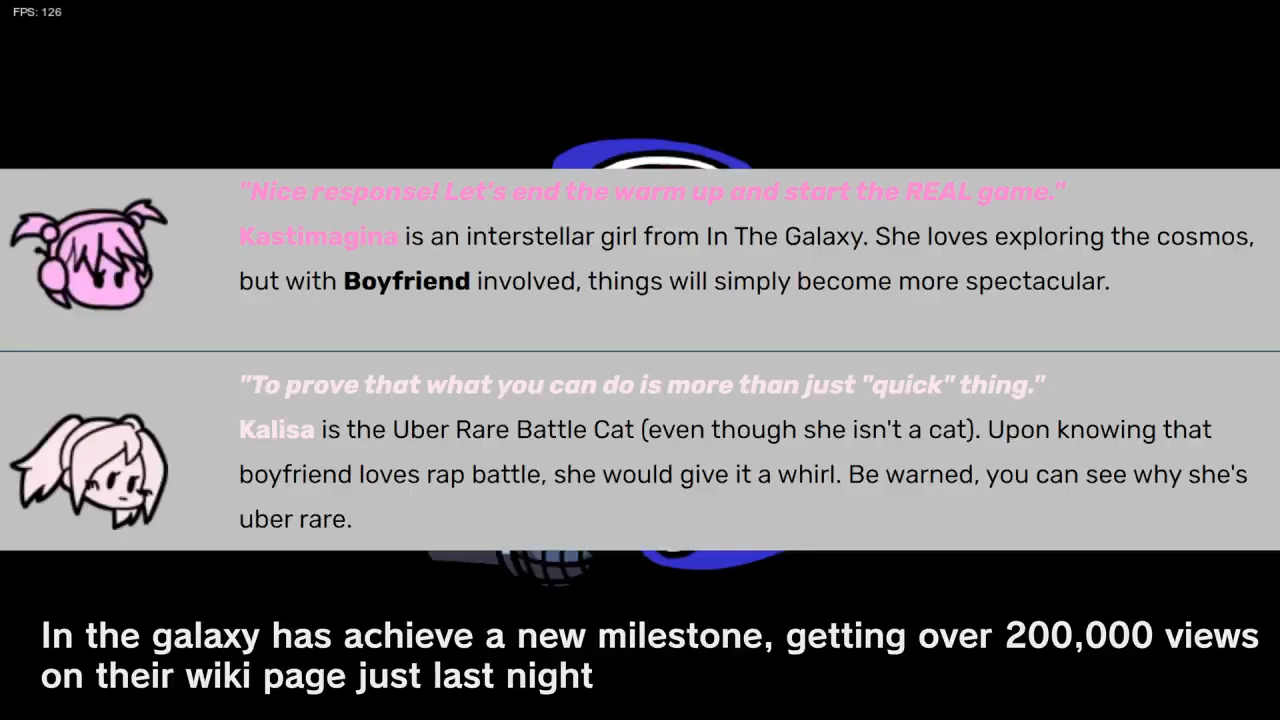 FPS: 126
"Nice response! Let's end the warm up and start the REAL game."
Kastimagina is an interstellar girl from In The Galaxy. She loves exploring the cosmos,
but with Boyfriend involved, things will simply become more spectacular.
"To prove that what you can do is more than just "quick" thing."
Kalisa is the Uber Rare Battle Cat (even though she isn't a cat). Upon knowing that
boyfriend loves rap battle, she would give it a whirl. Be warned, you can see why she's
uber rare.
In the galaxy has achieve a new milestone, getting over 200,000 views
on their wiki page just last night